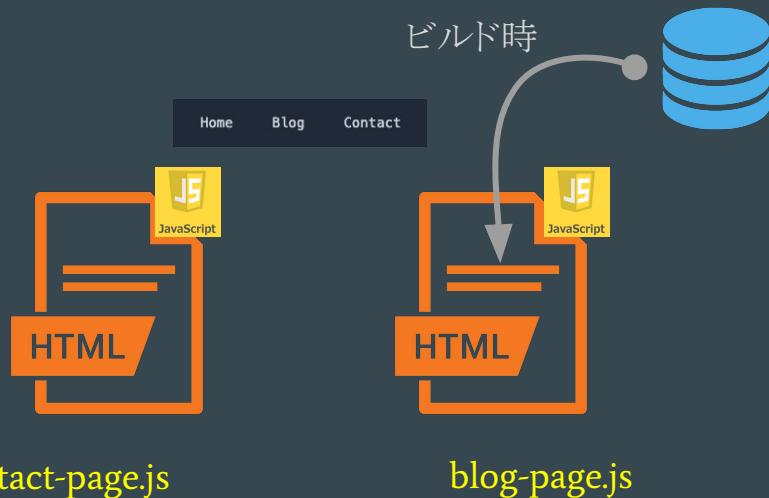 ビルド時
Home Blog Contact
JS
JavaScript
JS
JavaScript
HTML
HTML
tact-page.js
blog-page.js